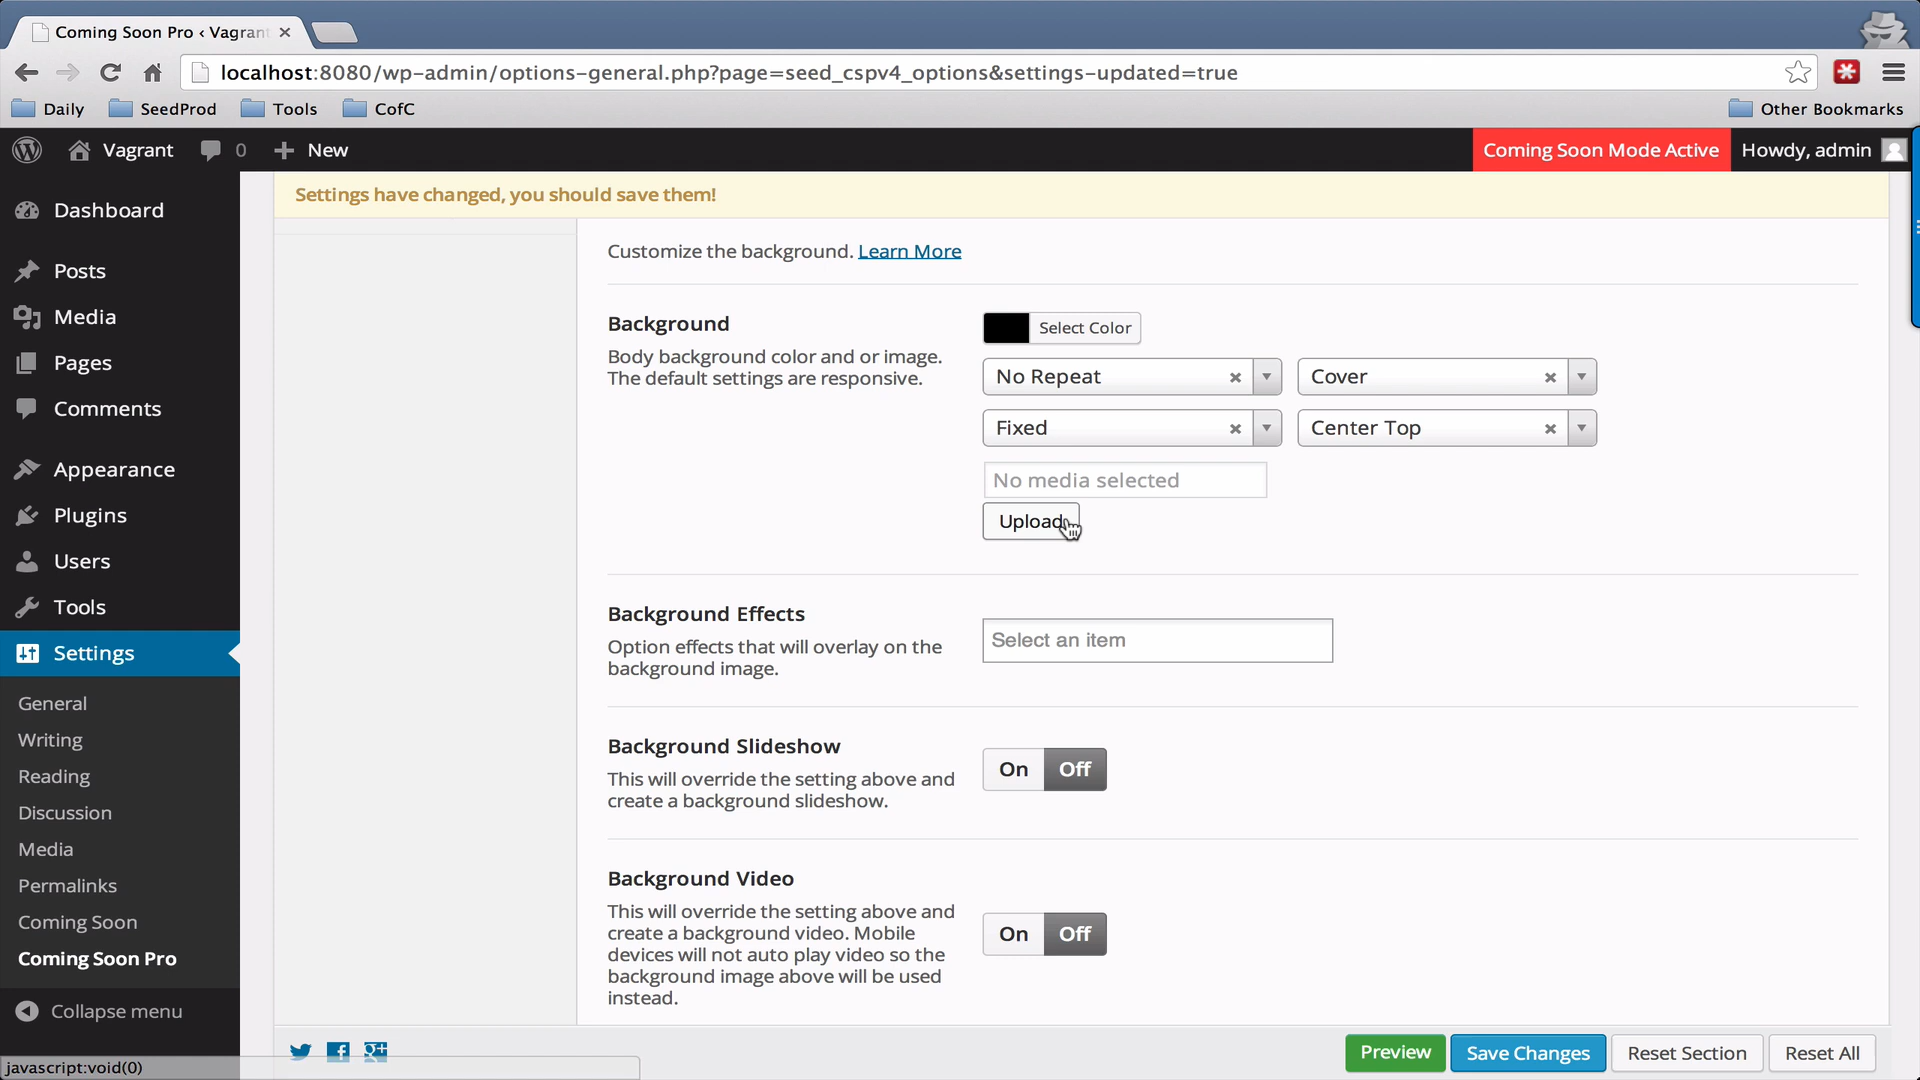 Coming Soon Pro ‹ Vagran
localhost:8080/wp-admin/options-general.php?page=seed_cspv4_options&settings-updated=true
Daily SeedProd Tools CofC Other Bookmarks
Vagrant 0 New Coming Soon Mode Active Howdy, admin
Settings have changed, you should save them!
Dashboard
Posts
Media
Pages
Comments
Appearance
Plugins
Users
Tools
Settings
General
Writing
Reading
Discussion
Media
Permalinks
Coming Soon
Coming Soon Pro
Collapse menu
javascript:void(0)
Customize the background. Learn More
Background
Body background color and or image.
The default settings are responsive.
Select Color
No Repeat Cover
Fixed Center Top
No media selected
Upload
Background Effects
Option effects that will overlay on the
background image.
Select an item
Background Slideshow
This will override the setting above and
create a background slideshow.
On Off
Background Video
This will override the setting above and
create a background video. Mobile
devices will not auto play video so the
background image above will be used
instead.
On Off
Preview Save Changes Reset Section Reset All